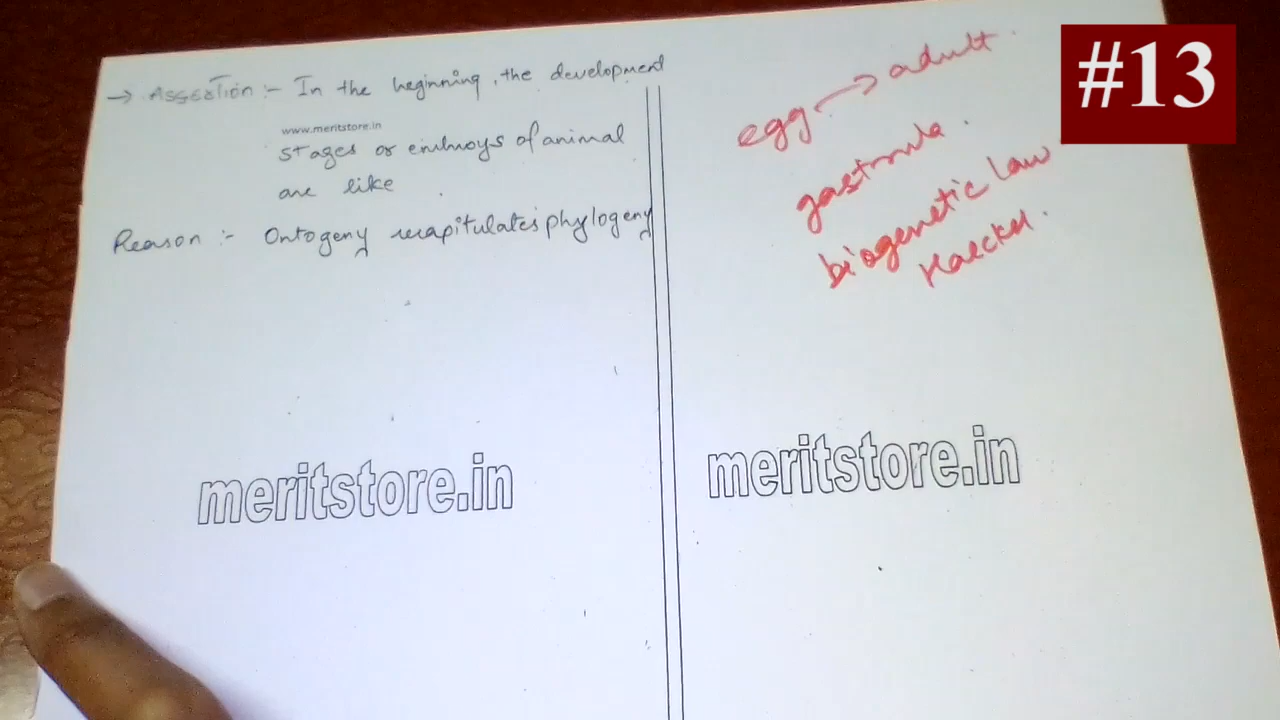 → Assertion :- In the beginning, the development
www.meritstore.in
stages or embroys of animal
are like
Reason :- Ontogeny recapitulates phylogeny
egg → adult
gastrula.
biogenetic law
Haeckel.
#13
meritstore.in
meritstore.in